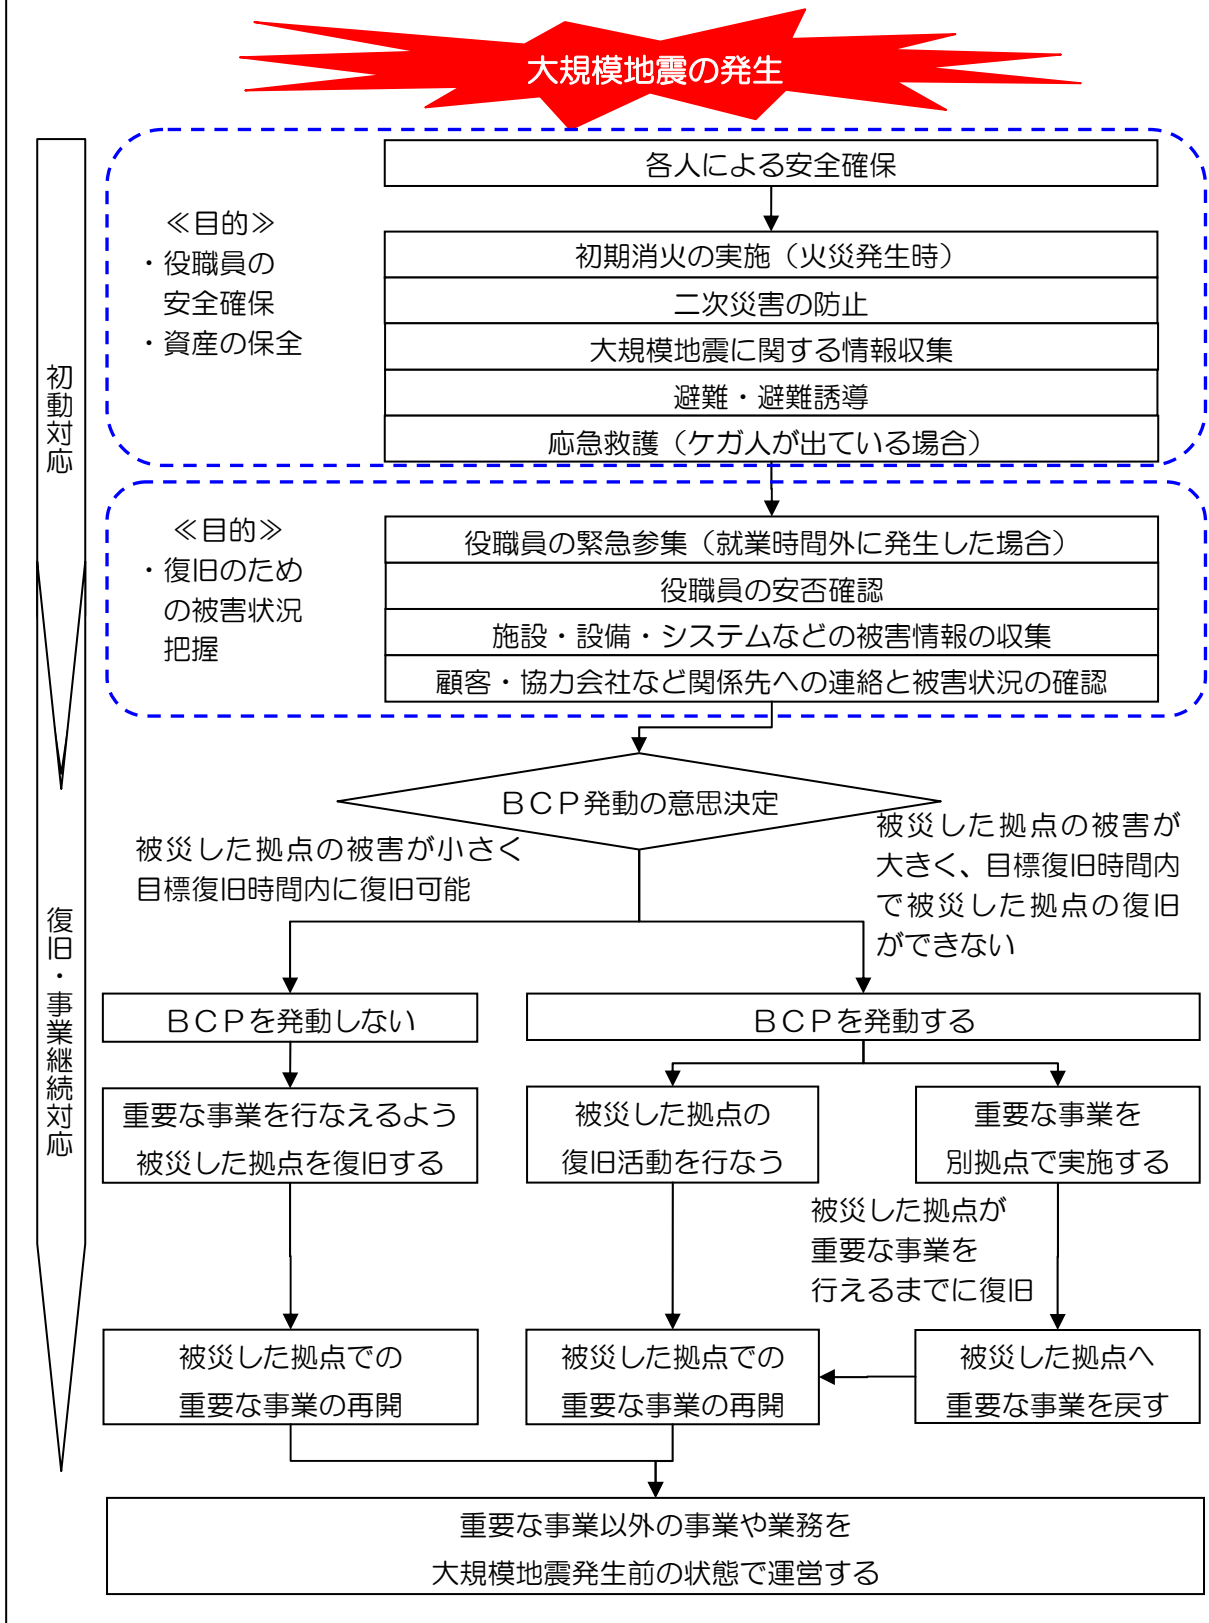 大規模地震の発生
各人による安全確保
≪目的≫
・役職員の
安全確保
・資産の保全
初期消火の実施（火災発生時）
二次災害の防止
大規模地震に関する情報収集
避難・避難誘導
応急救護（ケガ人が出ている場合）
初動対応
≪目的≫
・復旧のため
の被害状況
把握
役職員の緊急参集（就業時間外に発生した場合）
役職員の安否確認
施設・設備・システムなどの被害情報の収集
顧客・協力会社など関係先への連絡と被害状況の確認
ＢＣＰ発動の意思決定
被災した拠点の被害が小さく
目標復旧時間内に復旧可能
被災した拠点の被害が
大きく、目標復旧時間内
で被災した拠点の復旧
ができない
復旧・事業継続対応
ＢＣＰを発動しない
ＢＣＰを発動する
重要な事業を行なえるよう
被災した拠点を復旧する
被災した拠点の
復旧活動を行なう
重要な事業を
別拠点で実施する
被災した拠点が
重要な事業を
行えるまでに復旧
被災した拠点での
重要な事業の再開
被災した拠点での
重要な事業の再開
被災した拠点へ
重要な事業を戻す
重要な事業以外の事業や業務を
大規模地震発生前の状態で運営する